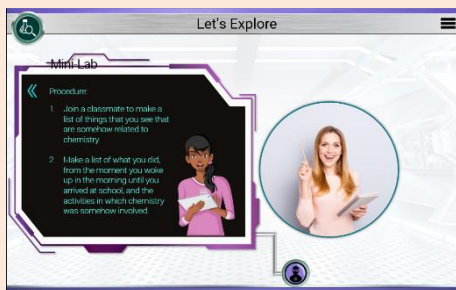 Let's Explore
Mini-Lab
Procedure:
1. Join a classmate to make a
list of things that you see that
are somehow related to
chemistry.
2. Make a list of what you did,
from the moment you woke
up in the morning until you
arrived at school, and the
activities in which chemistry
was somehow involved.